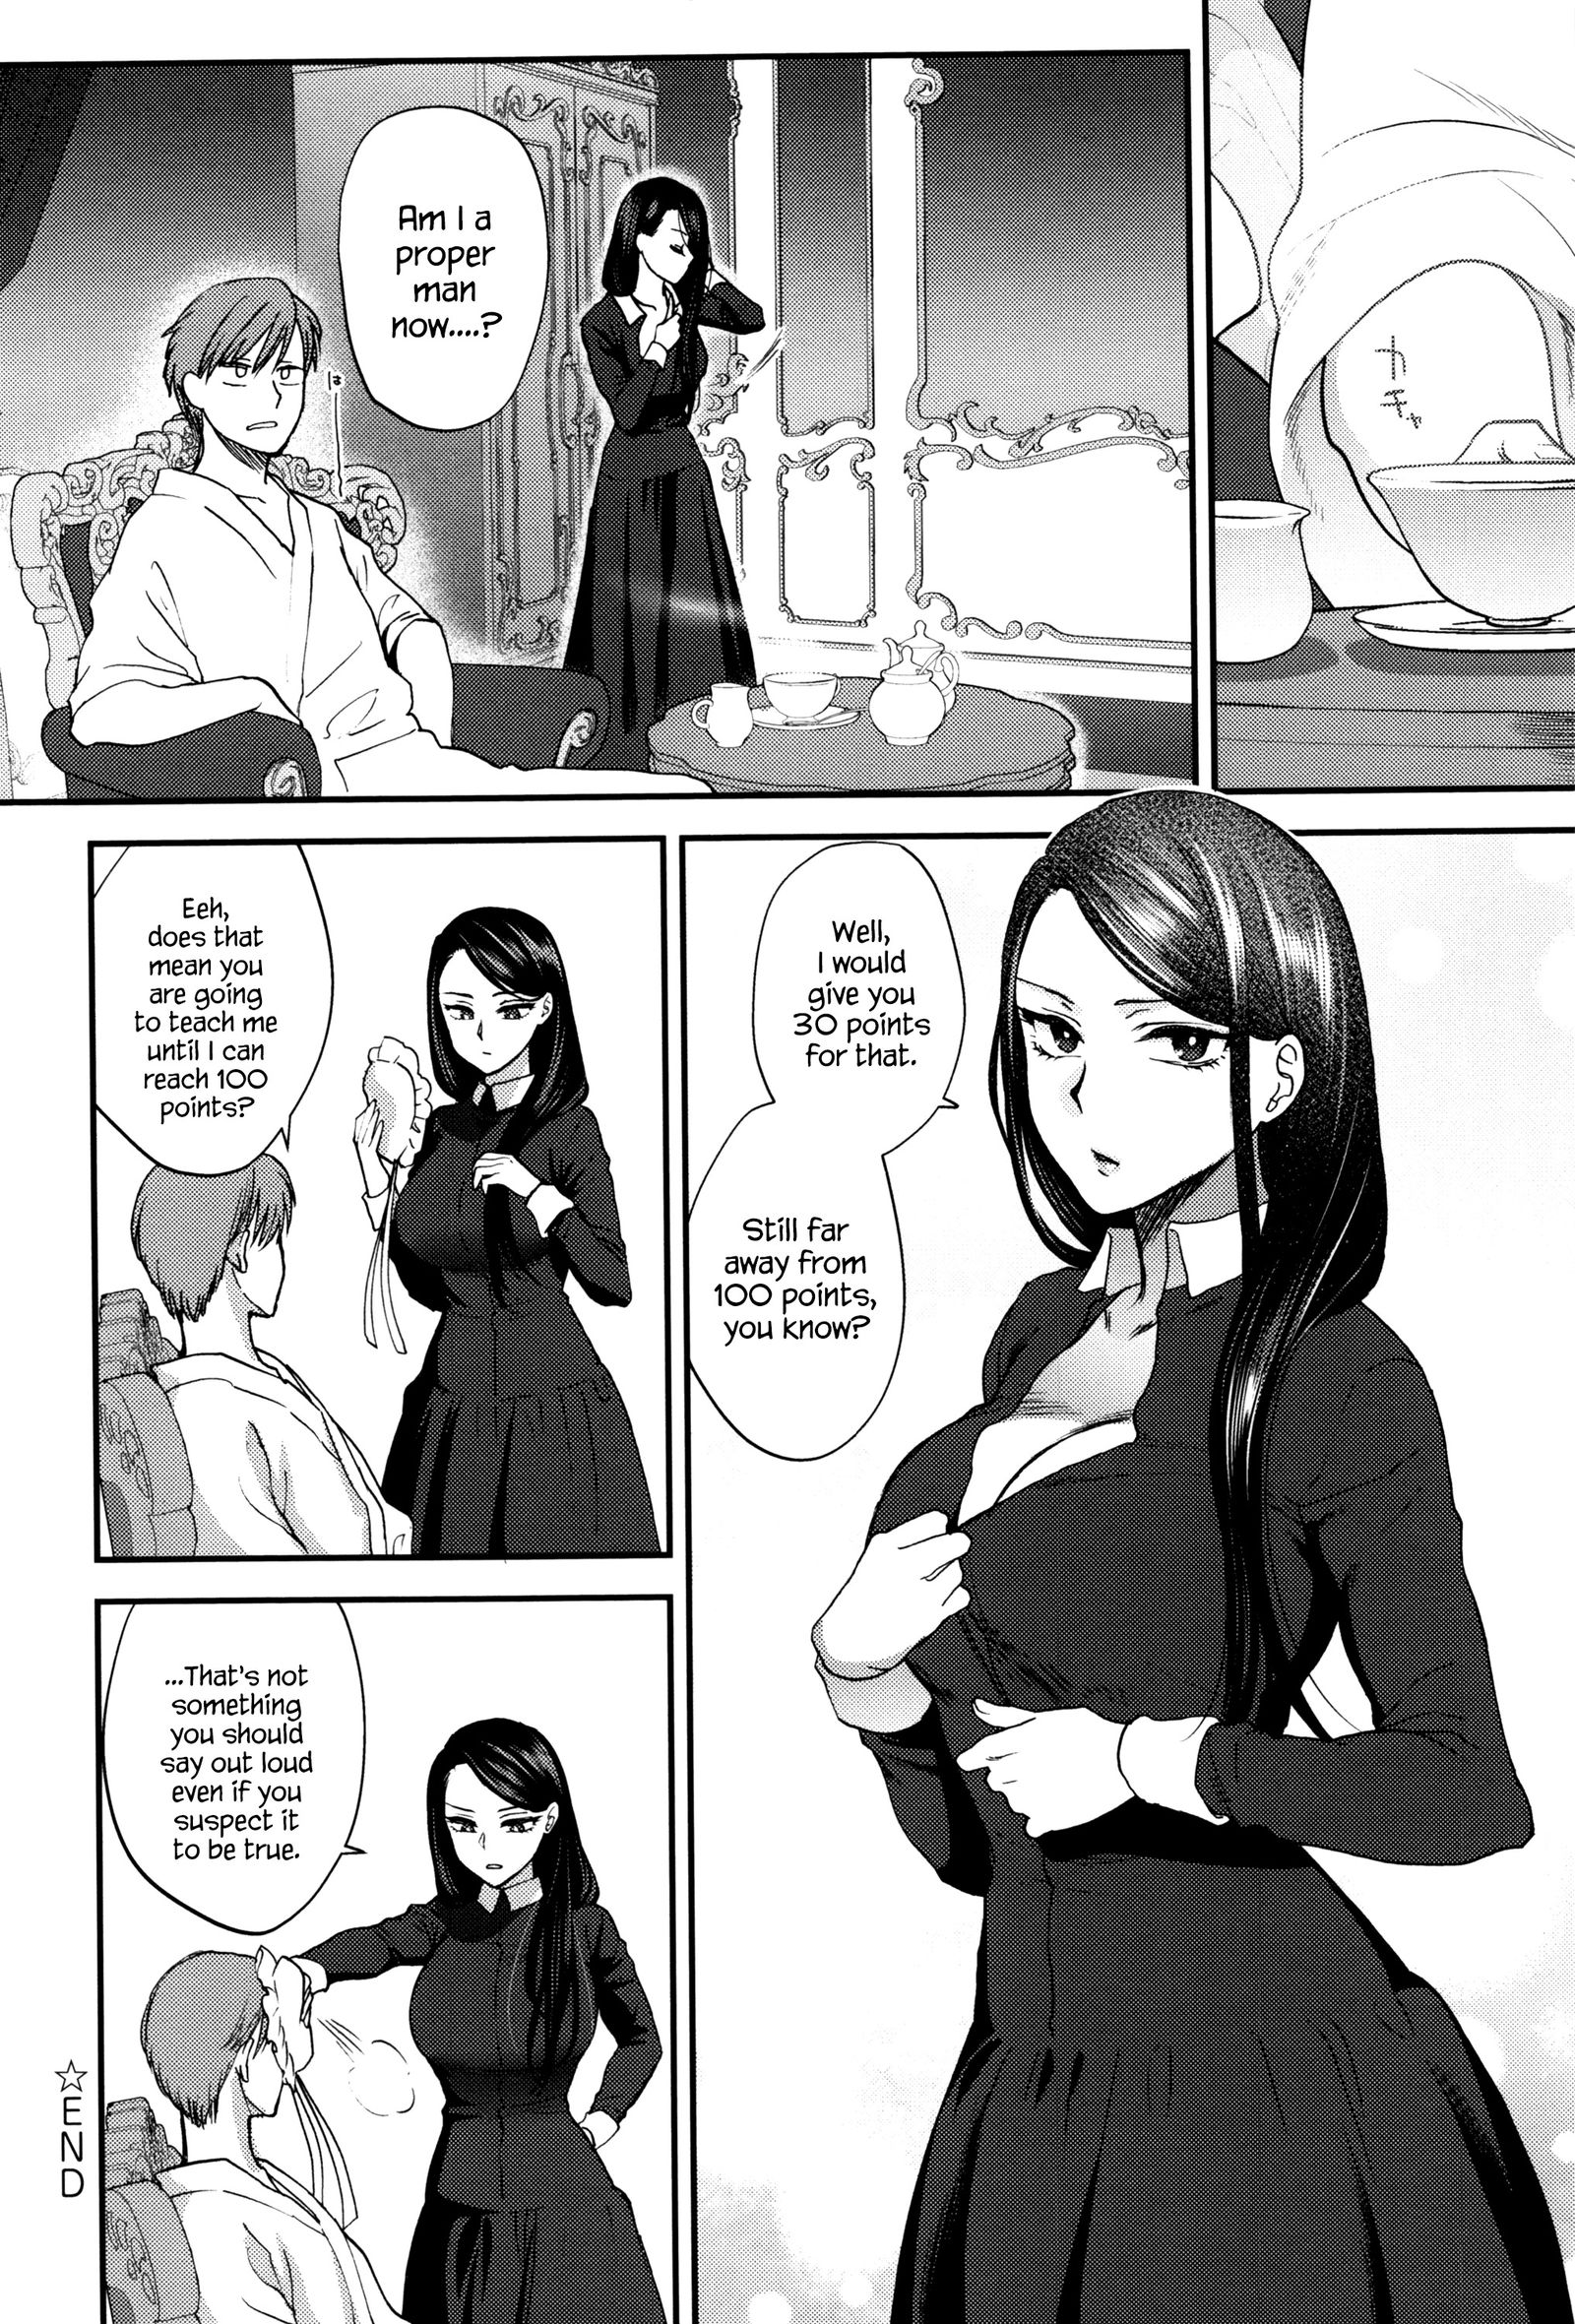 カチャ
Am I a
proper
man
now....?
は
Well,
I would
give you
30 points
for that.
Still far
away from
100 points,
you know?
Eeh,
does that
mean you
are going
to teach me
until I can
reach 100
points?
...That's not
something
you should
say out loud
even if you
suspect it
to be true.
☆END